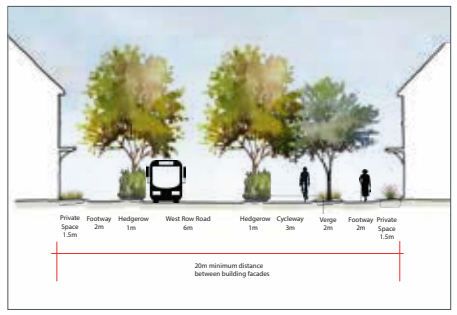 Private
Space
1.5m
Footway
2m
Hedgerow
1m
West Row Road
6m
Hedgerow
1m
Cycleway
3m
Verge
2m
Footway
2m
Private
Space
1.5m
20m minimum distance
between building facades